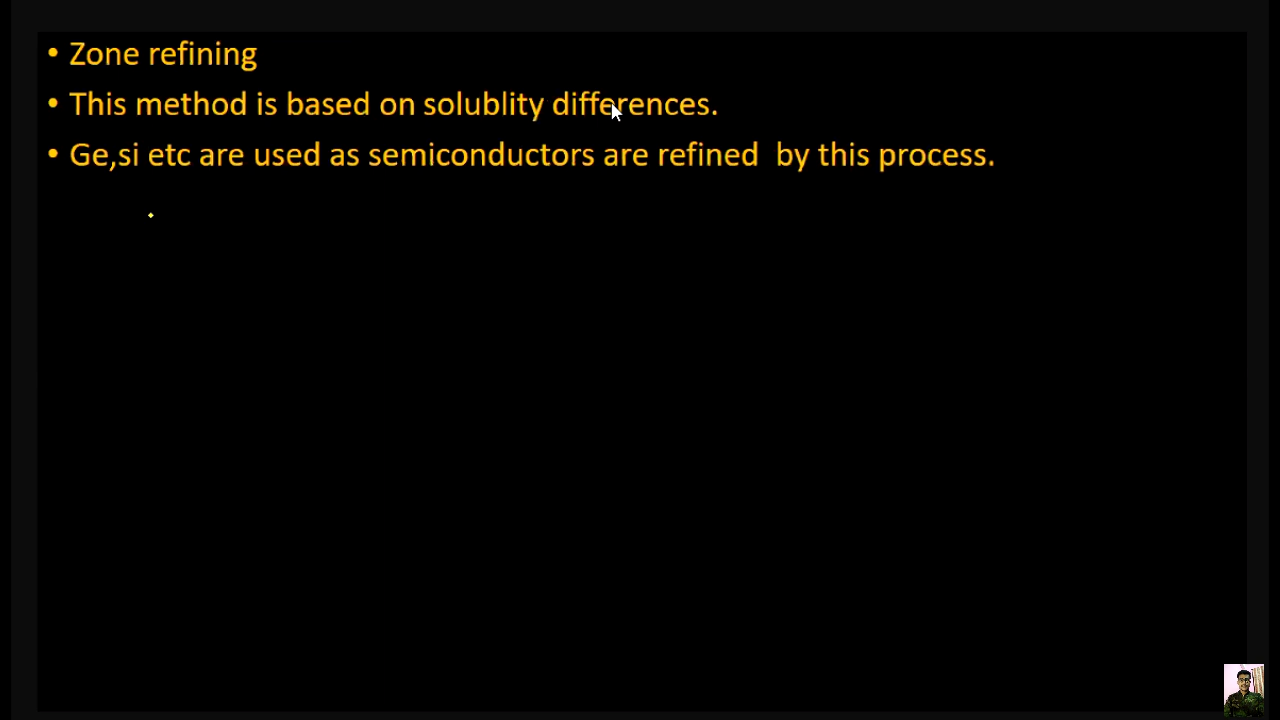 • Zone refining
• This method is based on solublity differences.
• Ge,si etc are used as semiconductors are refined  by this process.